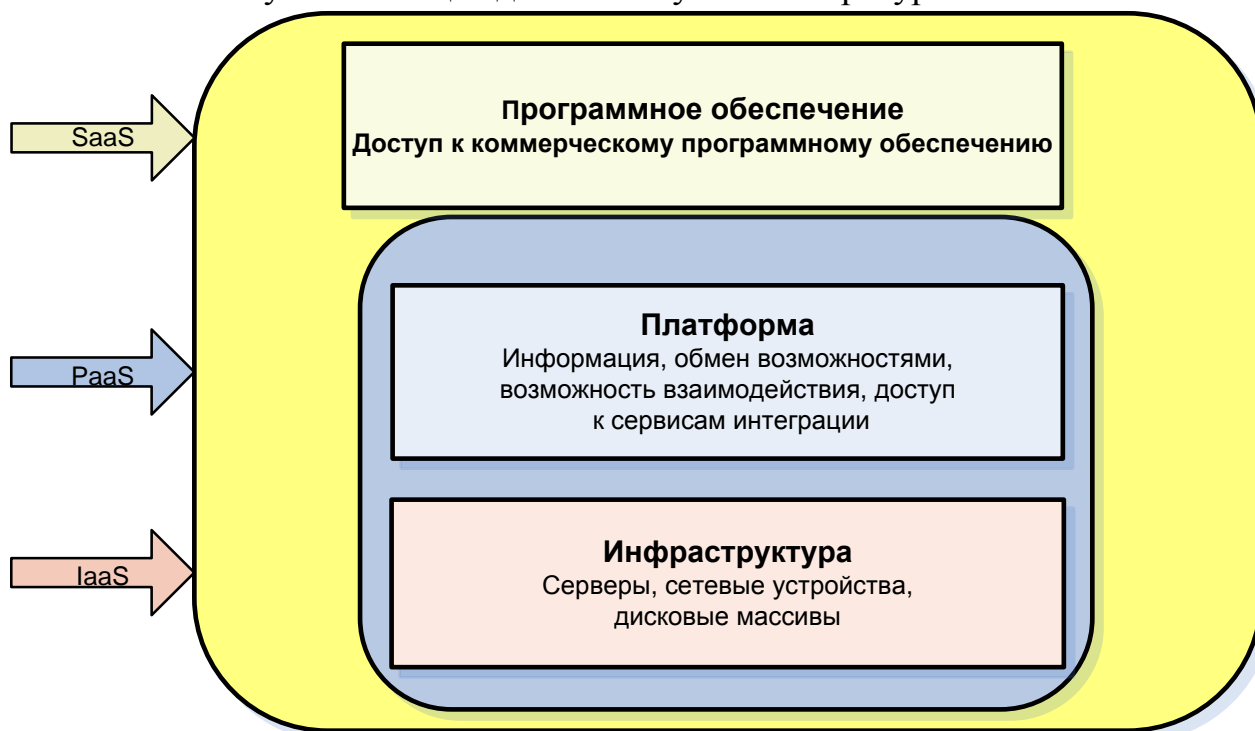 SaaS
Программное обеспечение
Доступ к коммерческому программному обеспечению
PaaS
Платформа
Информация, обмен возможностями,
возможность взаимодействия, доступ
к сервисам интеграции
IaaS
Инфраструктура
Серверы, сетевые устройства,
дисковые массивы